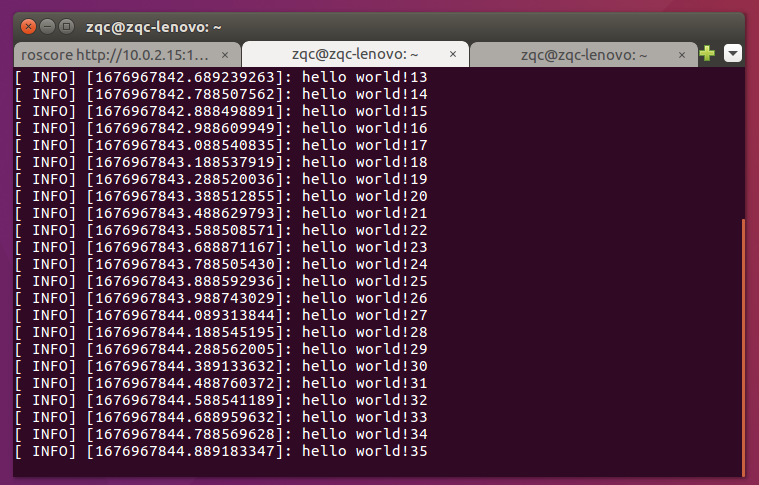 zqc@zqc-lenovo: ~
roscore http://10.0.2.15:1... × zqc@zqc-lenovo: ~ × zqc@zqc-lenovo: ~ ×
[ INFO] [1676967842.689239263]: hello world!13
[ INFO] [1676967842.788507562]: hello world!14
[ INFO] [1676967842.888498891]: hello world!15
[ INFO] [1676967842.988609949]: hello world!16
[ INFO] [1676967843.088540835]: hello world!17
[ INFO] [1676967843.188537919]: hello world!18
[ INFO] [1676967843.288520036]: hello world!19
[ INFO] [1676967843.388512855]: hello world!20
[ INFO] [1676967843.488629793]: hello world!21
[ INFO] [1676967843.588508571]: hello world!22
[ INFO] [1676967843.688871167]: hello world!23
[ INFO] [1676967843.788505430]: hello world!24
[ INFO] [1676967843.888592936]: hello world!25
[ INFO] [1676967843.988743029]: hello world!26
[ INFO] [1676967844.089313844]: hello world!27
[ INFO] [1676967844.188545195]: hello world!28
[ INFO] [1676967844.288562005]: hello world!29
[ INFO] [1676967844.389133632]: hello world!30
[ INFO] [1676967844.488760372]: hello world!31
[ INFO] [1676967844.588541189]: hello world!32
[ INFO] [1676967844.688959632]: hello world!33
[ INFO] [1676967844.788569628]: hello world!34
[ INFO] [1676967844.889183347]: hello world!35